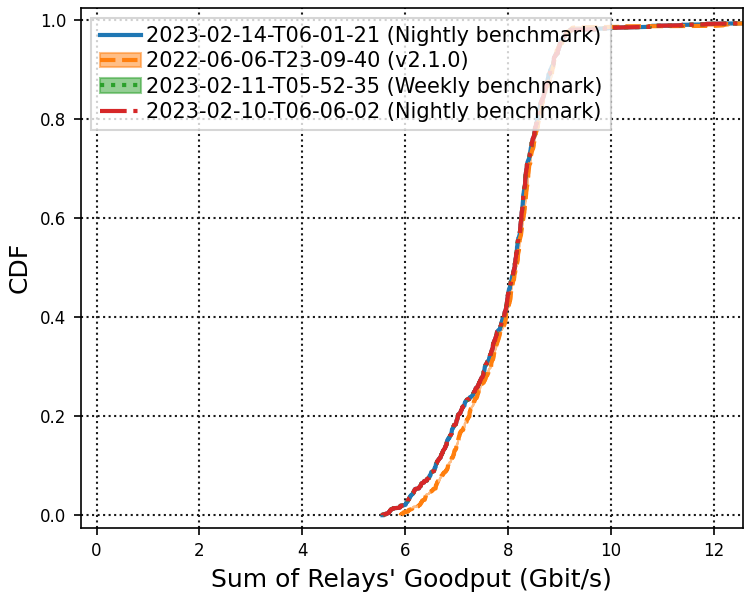 1.0
0.8
0.6
0.4
0.2
0.0
CDF
2023-02-14-T06-01-21 (Nightly benchmark)
2022-06-06-T23-09-40 (v2.1.0)
2023-02-11-T05-52-35 (Weekly benchmark)
2023-02-10-T06-06-02 (Nightly benchmark)
0 2 4 6 8 10 12
Sum of Relays' Goodput (Gbit/s)